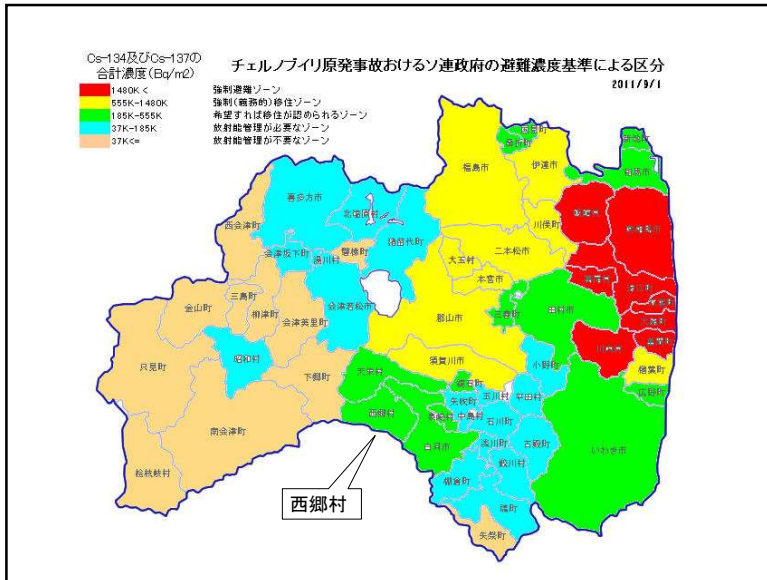 Cs-134及びCs-137の
合計濃度(Bq/m2)
チェルノブイリ原発事故おけるソ連政府の避難濃度基準による区分
2011/9/1
1480K < 強制避難ゾーン
555K-1480K 強制(義務的)移住ゾーン
185K-555K 希望すれば移住が認められるゾーン
37K-185K 放射能管理が必要なゾーン
37K<= 放射能管理が不要なゾーン
国見町
桑折町
新地町
相馬市
福島市
伊達市
喜多方市
北塩原村
飯舘村
南相馬市
西会津町
猪苗代町
川俣町
会津坂下町
湯川村
磐梯町
大玉村
二本松市
葛尾村
浪江町
本宮市
双葉町
金山町
三島町
柳津町
会津若松市
会津美里町
三春町
田村市
大熊町
郡山市
川内村
富岡町
只見町
昭和村
須賀川市
小野町
楢葉町
下郷町
天栄村
鏡石町
広野町
西郷村
矢吹町
玉川村
平田村
泉崎村
中島村
石川町
南会津町
白河市
浅川町
古殿町
いわき市
桧枝岐村
鮫川村
棚倉町
塙町
西郷村
矢祭町